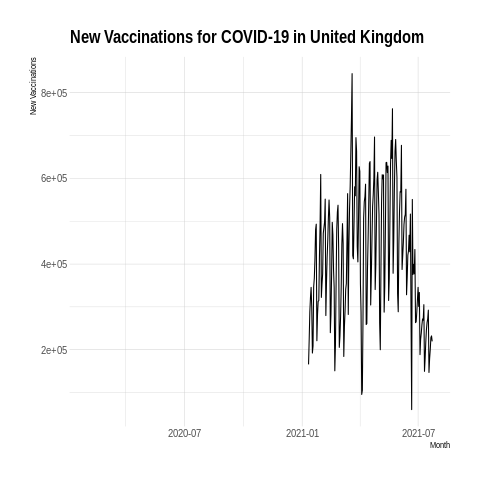 New Vaccinations for COVID-19 in United Kingdom
New Vaccinations
8e+05
6e+05
4e+05
2e+05
2020-07
2021-01
2021-07
Month